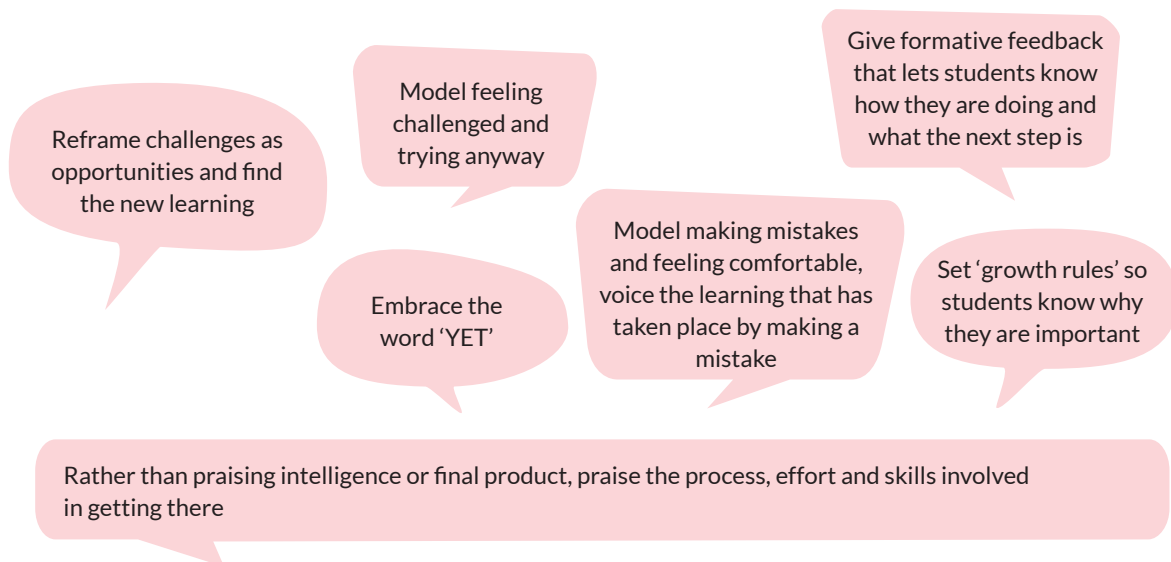 Reframe challenges as
opportunities and find
the new learning
Model feeling
challenged and
trying anyway
Give formative feedback
that lets students know
how they are doing and
what the next step is
Embrace the
word ‘YET’
Model making mistakes
and feeling comfortable,
voice the learning that has
taken place by making a
mistake
Set ‘growth rules’ so
students know why
they are important
Rather than praising intelligence or final product, praise the process, effort and skills involved
in getting there